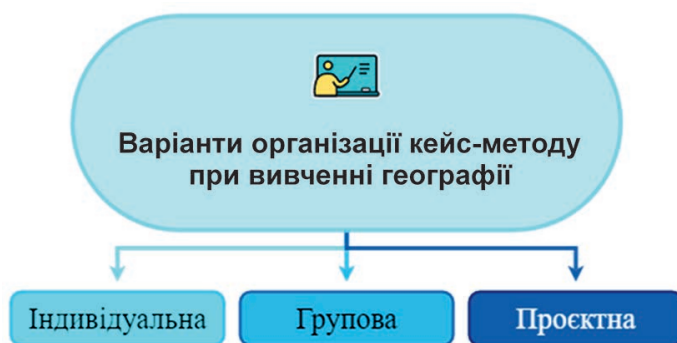 Варіанти організації кейс-методу
при вивченні географії
Індивідуальна
Групова
Проєктна